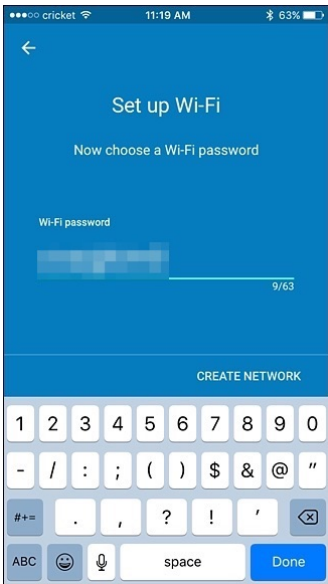 cricket 11:19 AM 63%
Set up Wi-Fi
Now choose a Wi-Fi password
Wi-Fi password
9/63
CREATE NETWORK
1 2 3 4 5 6 7 8 9 0
- / : ; ( ) $ & @ "
#+= . , ? ! '
ABC space Done